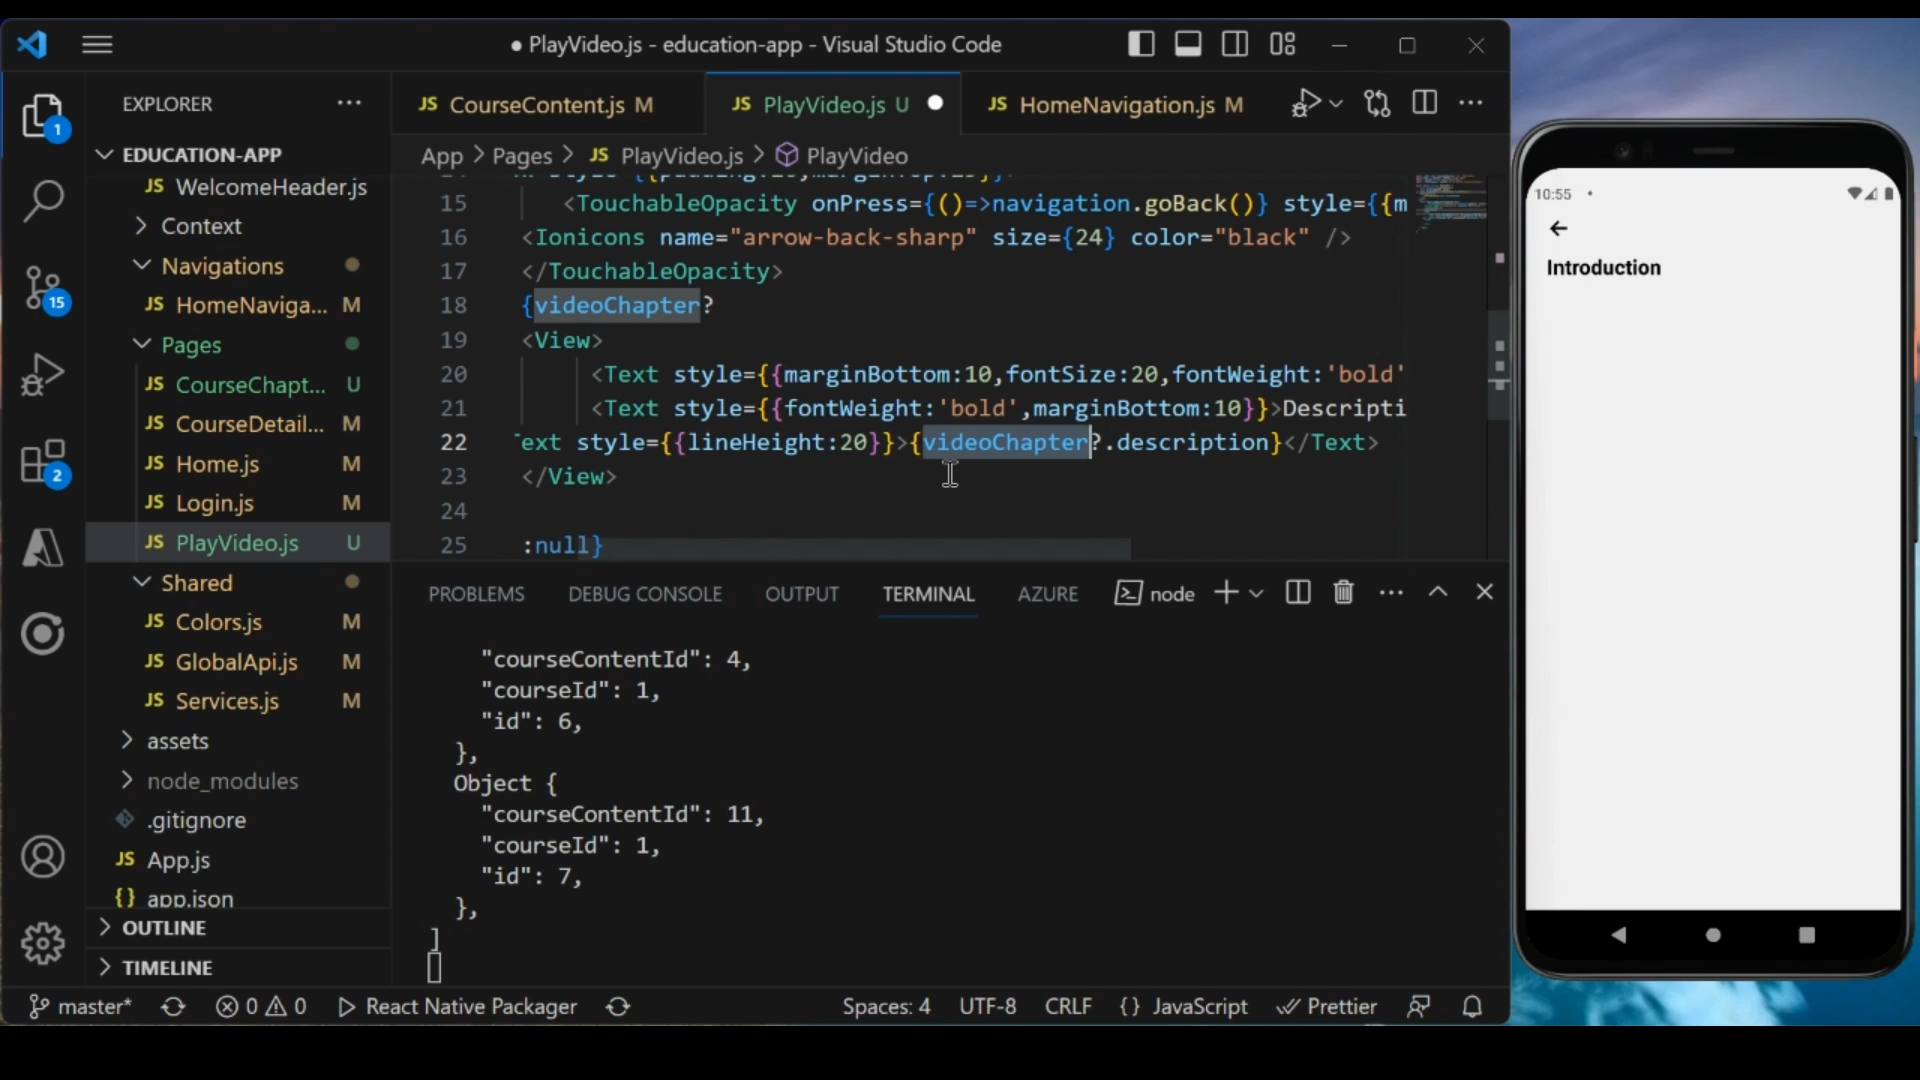 PlayVideo.js - education-app - Visual Studio Code
EXPLORER
JS CourseContent.js M
JS PlayVideo.js U
JS HomeNavigation.js M
EDUCATION-APP
App > Pages > JS PlayVideo.js > PlayVideo
JS WelcomeHeader.js
Context
Navigations
JS HomeNaviga... M
Pages
JS CourseChapt... U
JS CourseDetail... M
JS Home.js M
JS Login.js M
JS PlayVideo.js U
Shared
JS Colors.js M
JS GlobalApi.js M
JS Services.js M
assets
node_modules
.gitignore
JS App.js
{} app.json
OUTLINE
TIMELINE
1
15
2
15 <TouchableOpacity onPress={()=>navigation.goBack()} style={{m
16 <Ionicons name="arrow-back-sharp" size={24} color="black" />
17 </TouchableOpacity>
18 {videoChapter?
19 <View>
20 <Text style={{marginBottom:10,fontSize:20,fontWeight:'bold'
21 <Text style={{fontWeight:'bold',marginBottom:10}}>Descripti
22 ext style={{lineHeight:20}}>{videoChapter?.description}</Text>
23 </View>
24
25 :null}
PROBLEMS DEBUG CONSOLE OUTPUT TERMINAL AZURE node
"courseContentId": 4,
"courseId": 1,
"id": 6,
},
Object {
"courseContentId": 11,
"courseId": 1,
"id": 7,
},
]
master* 0 0 React Native Packager Spaces: 4 UTF-8 CRLF {} JavaScript Prettier
10:55
Introduction